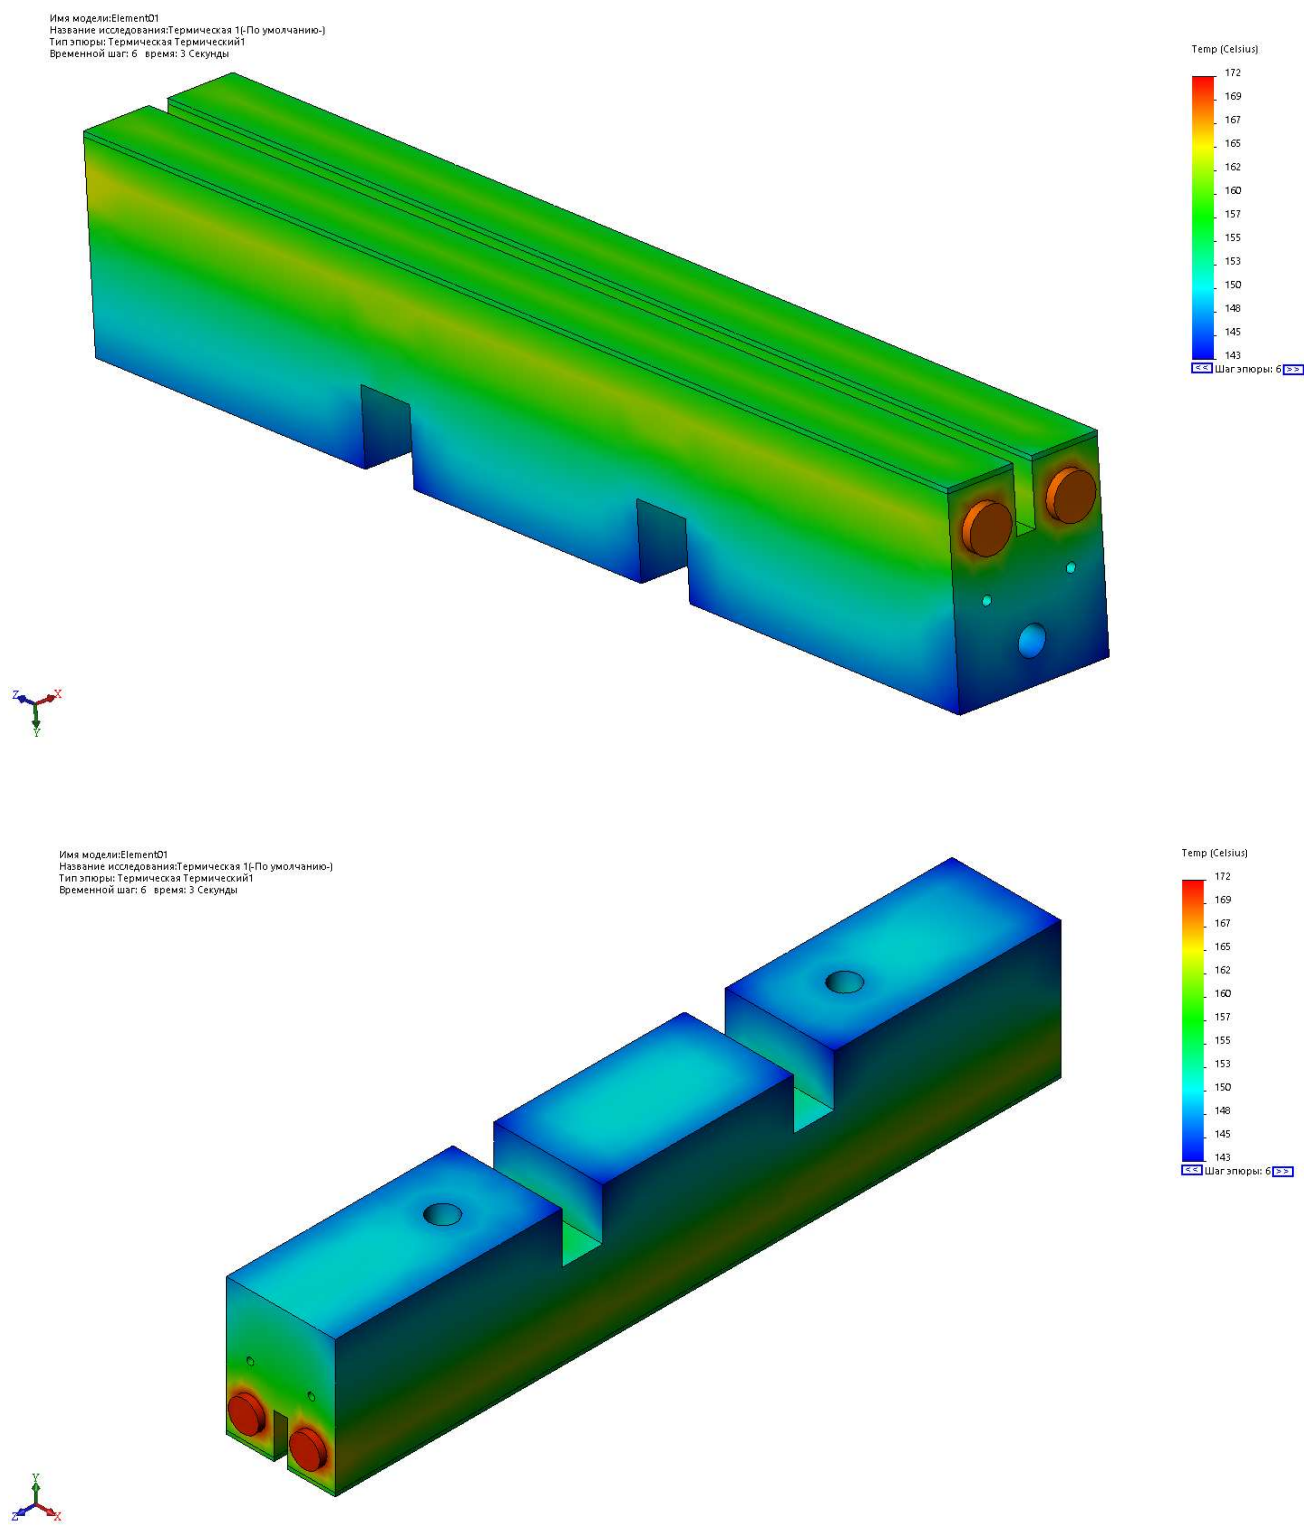 Имя модели:Element01
Название исследования:Термическая 1(-По умолчанию-)
Тип эпюры: Термическая Термический1
Временной шаг: 6 время: 3 Секунды
Temp (Celsius)
172
169
167
165
162
160
157
155
153
150
148
145
143
<< Шаг эпюры: 6 >>
Z X
Y
Имя модели:Element01
Название исследования:Термическая 1(-По умолчанию-)
Тип эпюры: Термическая Термический1
Временной шаг: 6 время: 3 Секунды
Temp (Celsius)
172
169
167
165
162
160
157
155
153
150
148
145
143
<< Шаг эпюры: 6 >>
Y
Z X